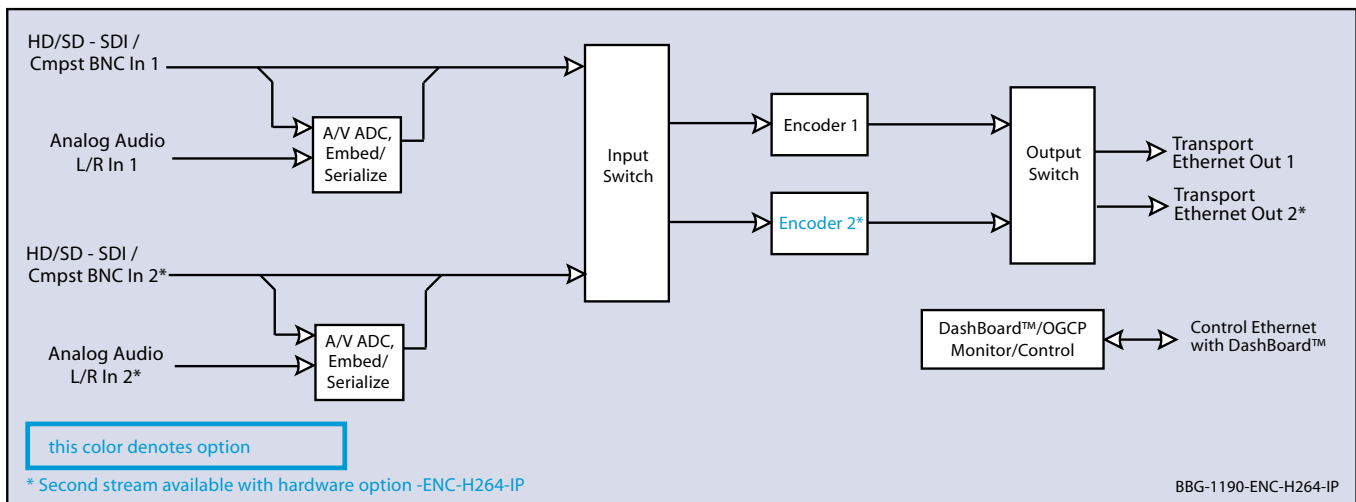 HD/SD - SDI /
Cmpst BNC In 1
Analog Audio
L/R In 1
A/V ADC,
Embed/
Serialize
HD/SD - SDI /
Cmpst BNC In 2*
Analog Audio
L/R In 2*
A/V ADC,
Embed/
Serialize
Input
Switch
Encoder 1
Encoder 2*
Output
Switch
Transport
Ethernet Out 1
Transport
Ethernet Out 2*
DashBoard™/OGCP
Monitor/Control
Control Ethernet
with DashBoard™
this color denotes option
* Second stream available with hardware option -ENC-H264-IP
BBG-1190-ENC-H264-IP